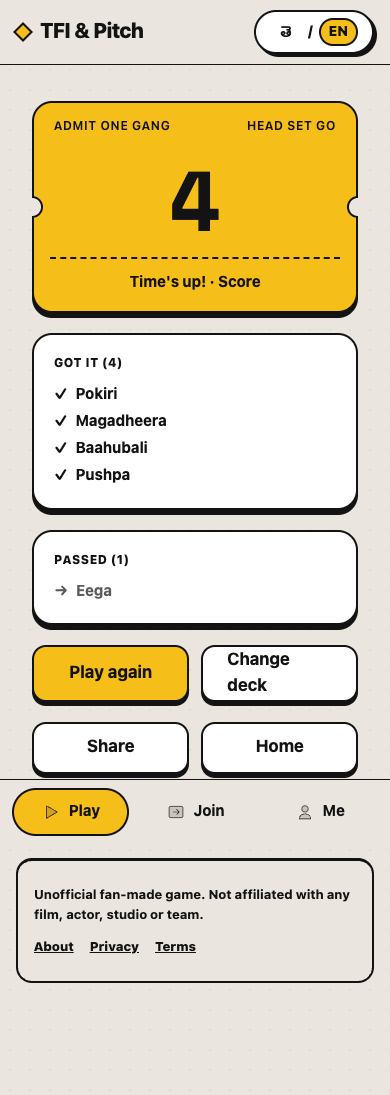 TFI & Pitch
తె / EN
ADMIT ONE GANG HEAD SET GO
4
Time's up! · Score
GOT IT (4)
✓ Pokiri
✓ Magadheera
✓ Baahubali
✓ Pushpa
PASSED (1)
→ Eega
Play again
Change
deck
Share Home
Play Join Me
Unofficial fan-made game. Not affiliated with any
film, actor, studio or team.
About Privacy Terms